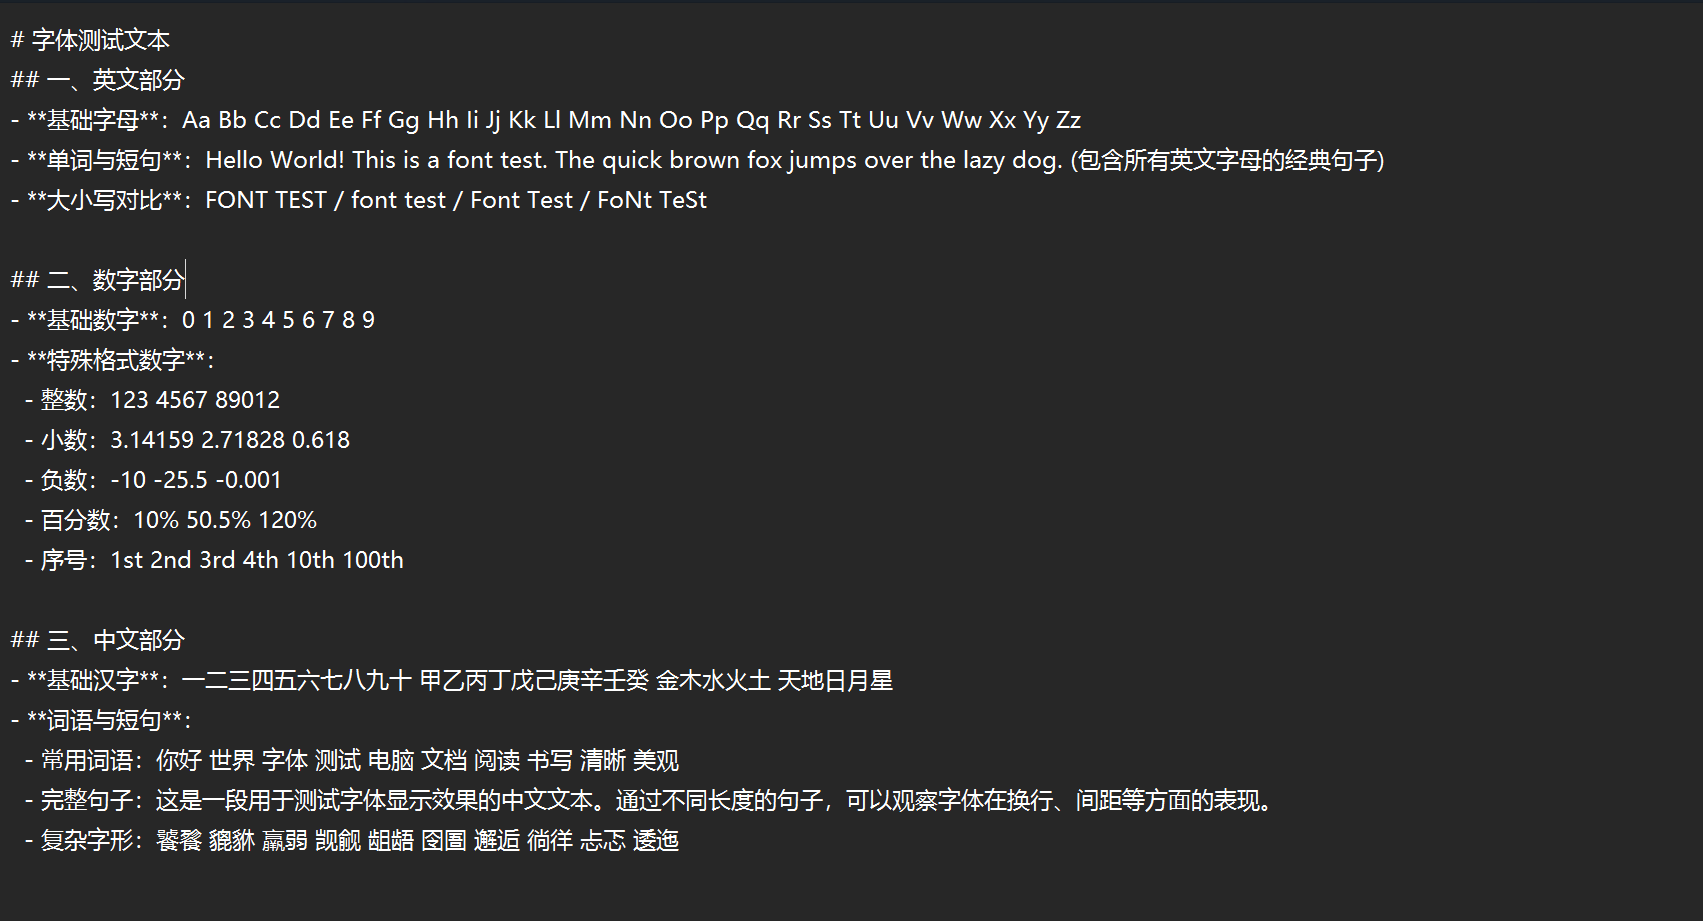 # 字体测试文本
## 一、英文部分
- **基础字母**：Aa Bb Cc Dd Ee Ff Gg Hh Ii Jj Kk Ll Mm Nn Oo Pp Qq Rr Ss Tt Uu Vv Ww Xx Yy Zz
- **单词与短句**：Hello World! This is a font test. The quick brown fox jumps over the lazy dog. (包含所有英文字母的经典句子)
- **大小写对比**：FONT TEST / font test / Font Test / FoNt TeSt
## 二、数字部分
- **基础数字**：0 1 2 3 4 5 6 7 8 9
- **特殊格式数字**：
- 整数：123 4567 89012
- 小数：3.14159 2.71828 0.618
- 负数：-10 -25.5 -0.001
- 百分数：10% 50.5% 120%
- 序号：1st 2nd 3rd 4th 10th 100th
## 三、中文部分
- **基础汉字**：一二三四五六七八九十 甲乙丙丁戊己庚辛壬癸 金木水火土 天地日月星
- **词语与短句**：
- 常用词语：你好 世界 字体 测试 电脑 文档 阅读 书写 清晰 美观
- 完整句子：这是一段用于测试字体显示效果的中文文本。通过不同长度的句子，可以观察字体在换行、间距等方面的表现。
- 复杂字形：饕餮 貔貅 羸弱 觊觎 龃龉 囹圄 邂逅 徜徉 忐忑 逶迤